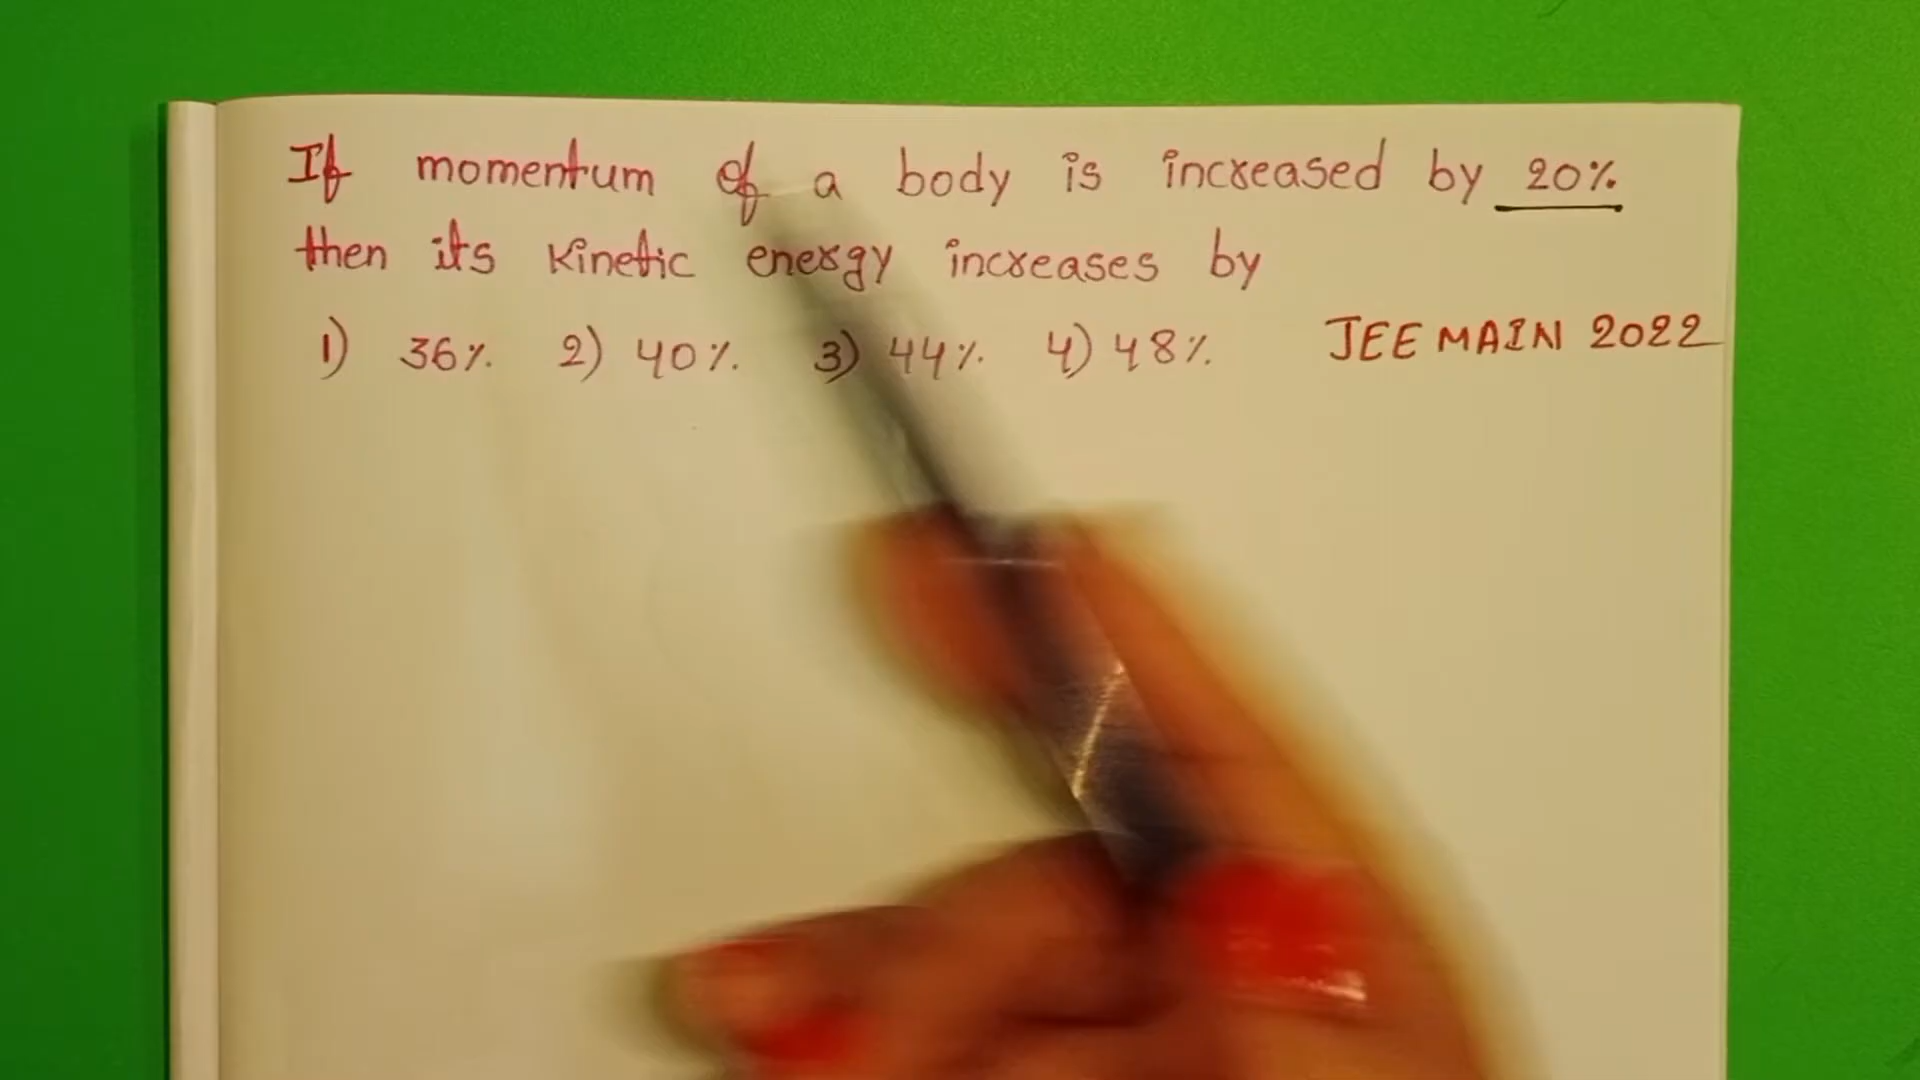 If momentum of a body is increased by 20%
then its kinetic energy increases by
1) 36% 2) 40% 3) 44% 4) 48% JEE MAIN 2022